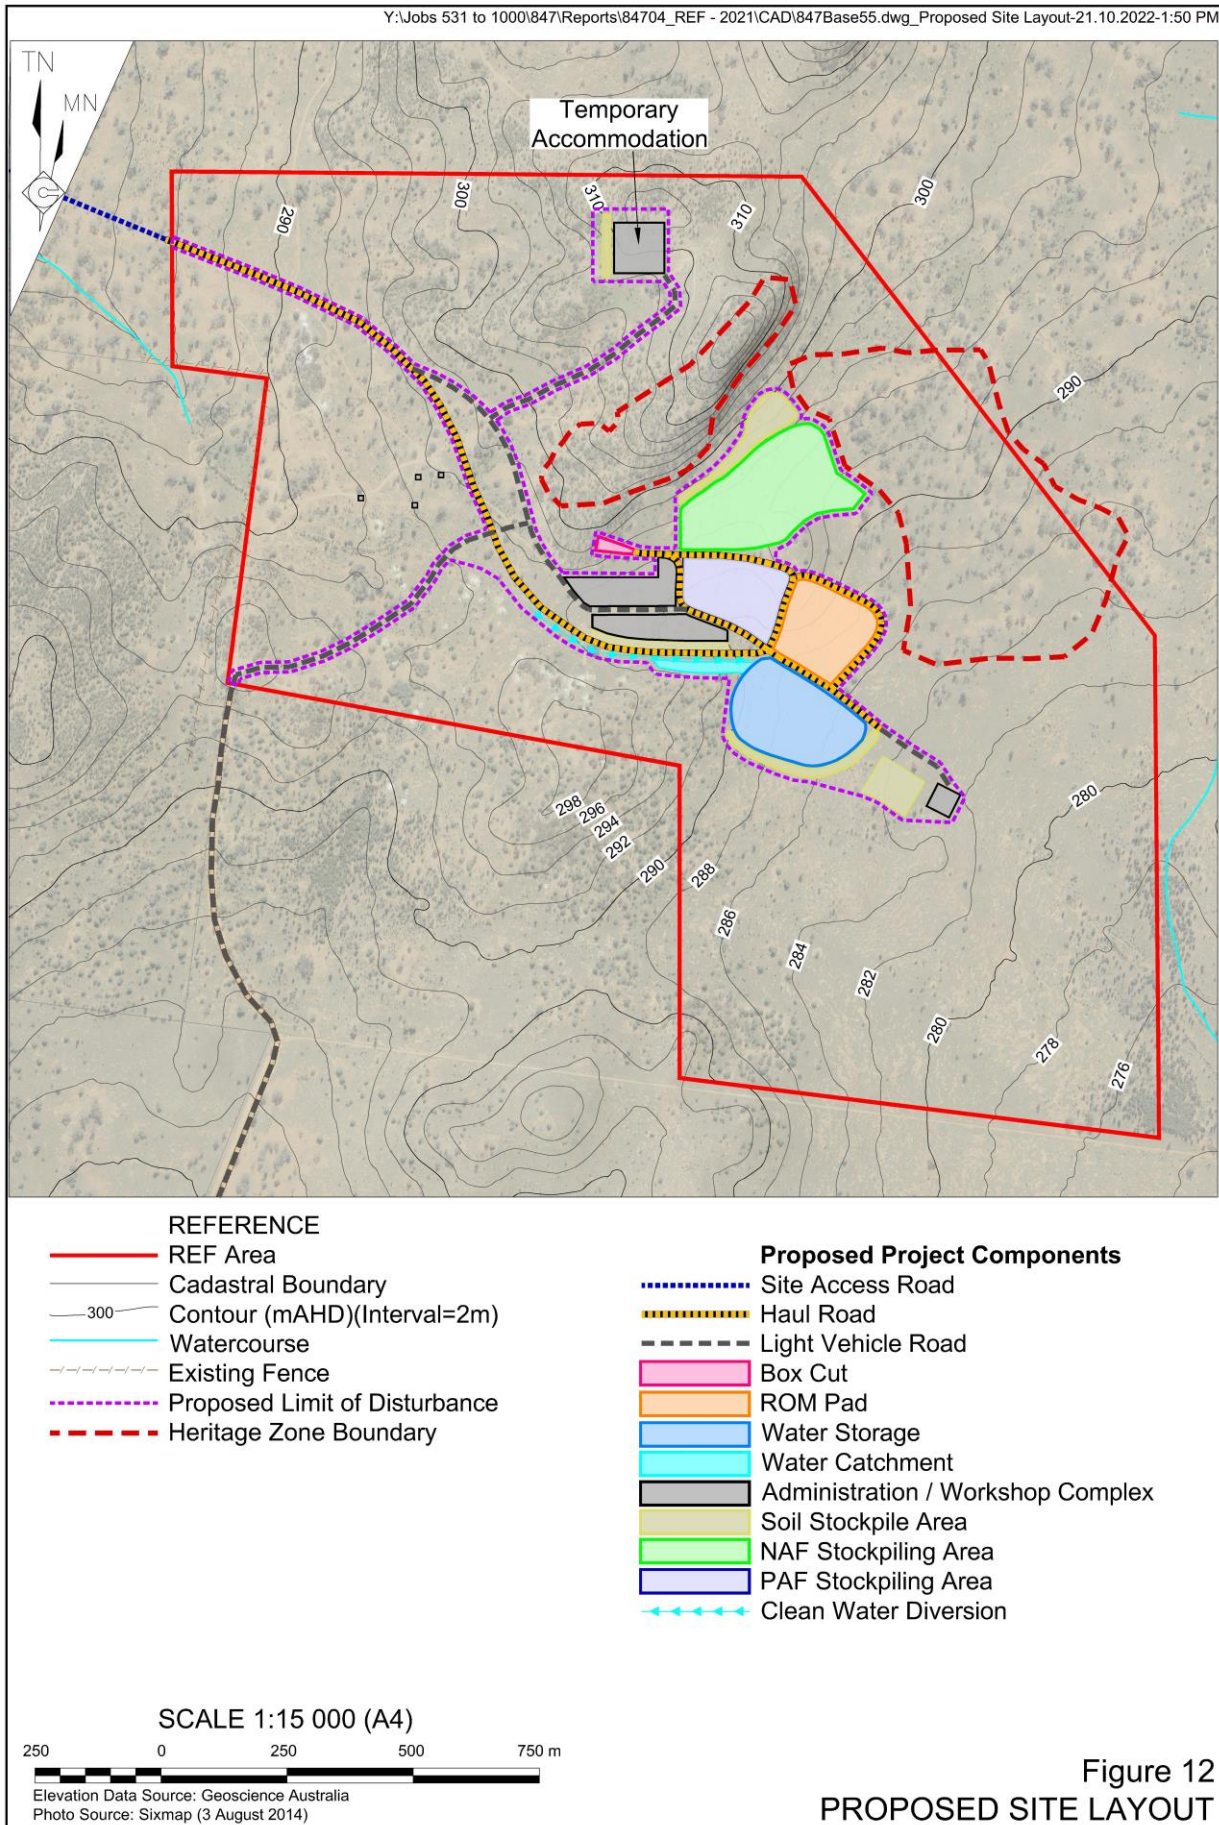 Y:\Jobs 531 to 1000\847\Reports\84704_REF - 2021\CAD\847Base55.dwg_Proposed Site Layout-21.10.2022-1:50 PM
TN
MN
Temporary
Accommodation
290
300
310
310
300
290
298
296
294
292
290
288
286
284
282
280
278
276
280
REFERENCE
REF Area
Cadastral Boundary
300
Contour (mAHD)(Interval=2m)
Watercourse
Existing Fence
Proposed Limit of Disturbance
Heritage Zone Boundary
Proposed Project Components
Site Access Road
Haul Road
Light Vehicle Road
Box Cut
ROM Pad
Water Storage
Water Catchment
Administration / Workshop Complex
Soil Stockpile Area
NAF Stockpiling Area
PAF Stockpiling Area
Clean Water Diversion
SCALE 1:15 000 (A4)
250 0 250 500 750 m
Elevation Data Source: Geoscience Australia
Photo Source: Sixmap (3 August 2014)
Figure 12
PROPOSED SITE LAYOUT